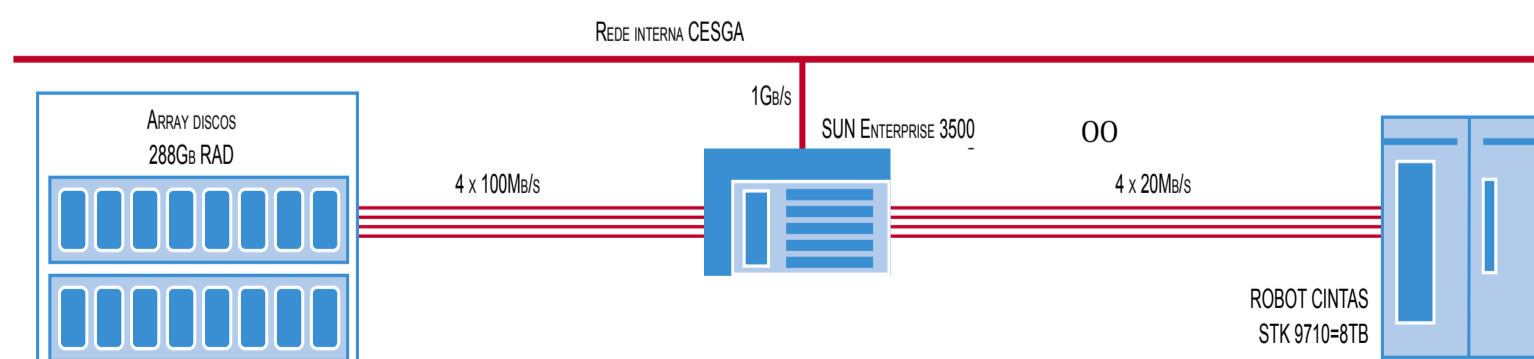 Rede interna CESGA
1Gb/s
Array discos
288Gb RAD
SUN Enterprise 3500
OO
4 x 100Mb/s
4 x 20Mb/s
ROBOT CINTAS
STK 9710=8TB